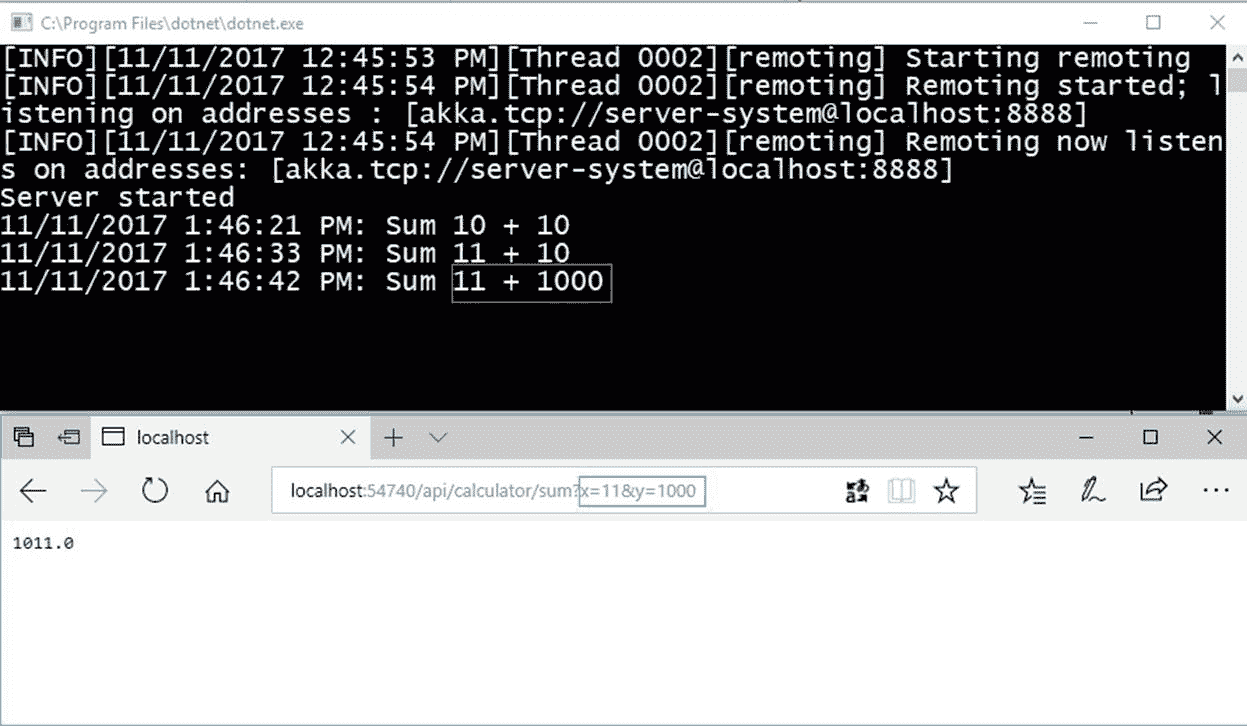 C:\Program Files\dotnet\dotnet.exe
[INFO][11/11/2017 12:45:53 PM][Thread 0002][remoting] Starting remoting
[INFO][11/11/2017 12:45:54 PM][Thread 0002][remoting] Remoting started; l
istening on addresses : [akka.tcp://server-system@localhost:8888]
[INFO][11/11/2017 12:45:54 PM][Thread 0002][remoting] Remoting now listen
s on addresses: [akka.tcp://server-system@localhost:8888]
Server started
11/11/2017 1:46:21 PM: Sum 10 + 10
11/11/2017 1:46:33 PM: Sum 11 + 10
11/11/2017 1:46:42 PM: Sum 11 + 1000
localhost
localhost:54740/api/calculator/sum?x=11&y=1000
1011.0